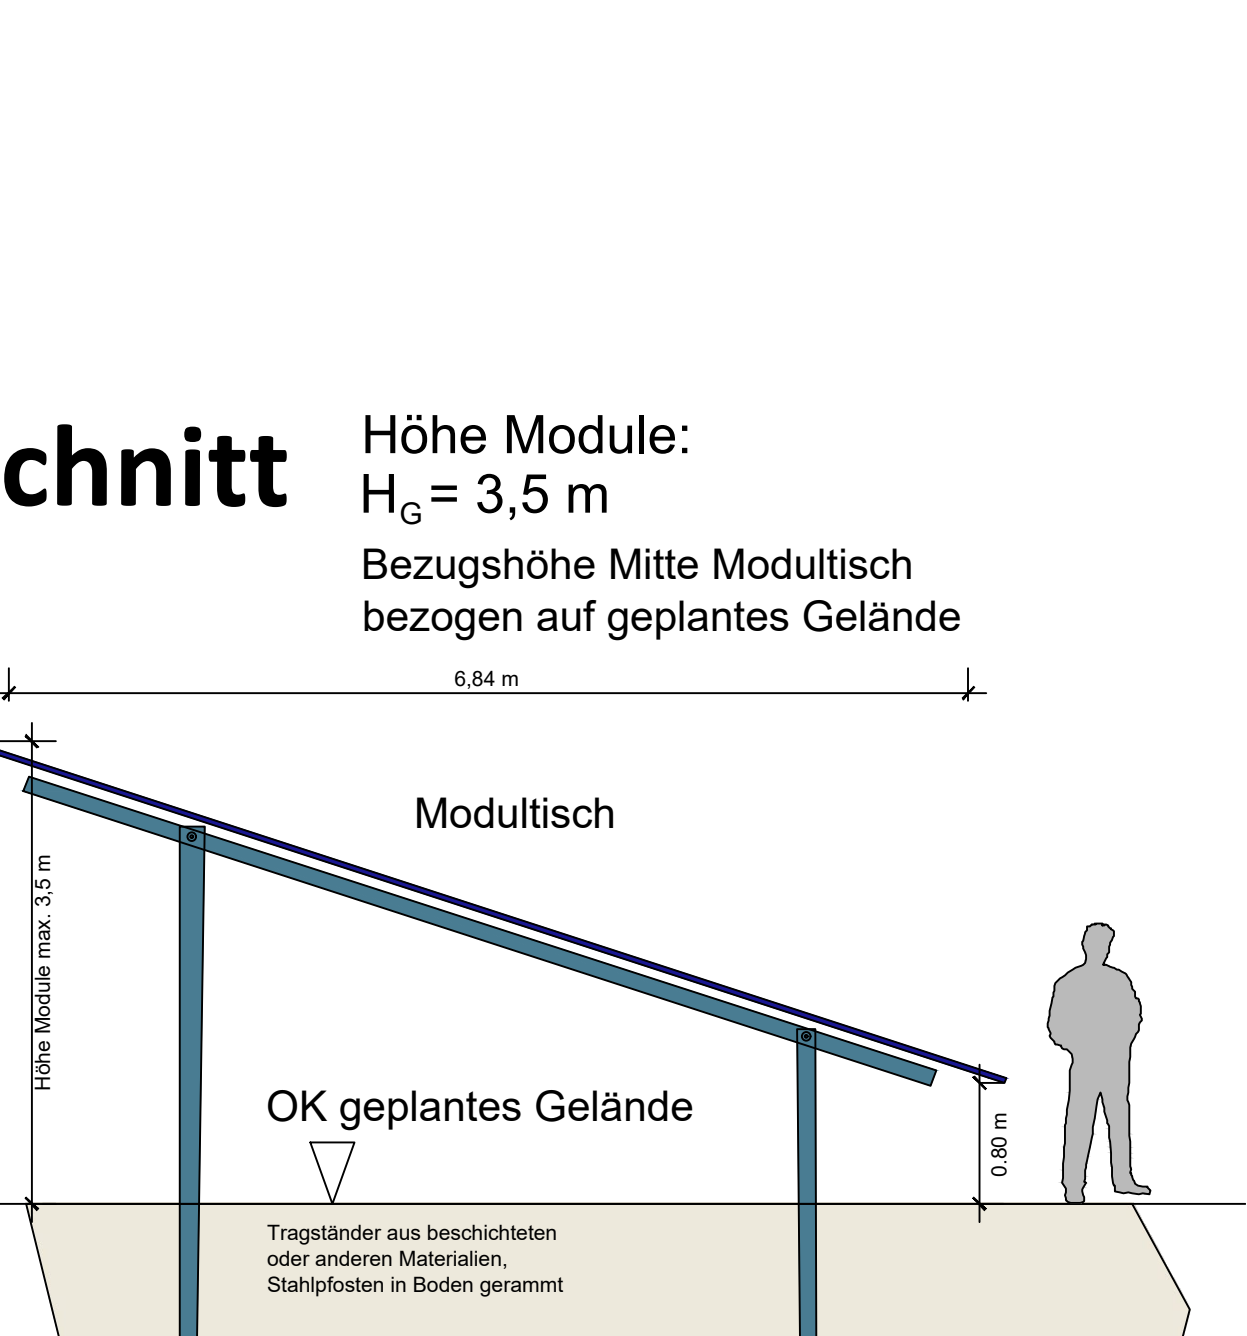 chnitt
Höhe Module:
HG = 3,5 m
Bezugshöhe Mitte Modultisch
bezogen auf geplantes Gelände
6,84 m
Modultisch
Höhe Module max. 3,5 m
OK geplantes Gelände
0.80 m
Tragständer aus beschichteten
oder anderen Materialien,
Stahlpfosten in Boden gerammt